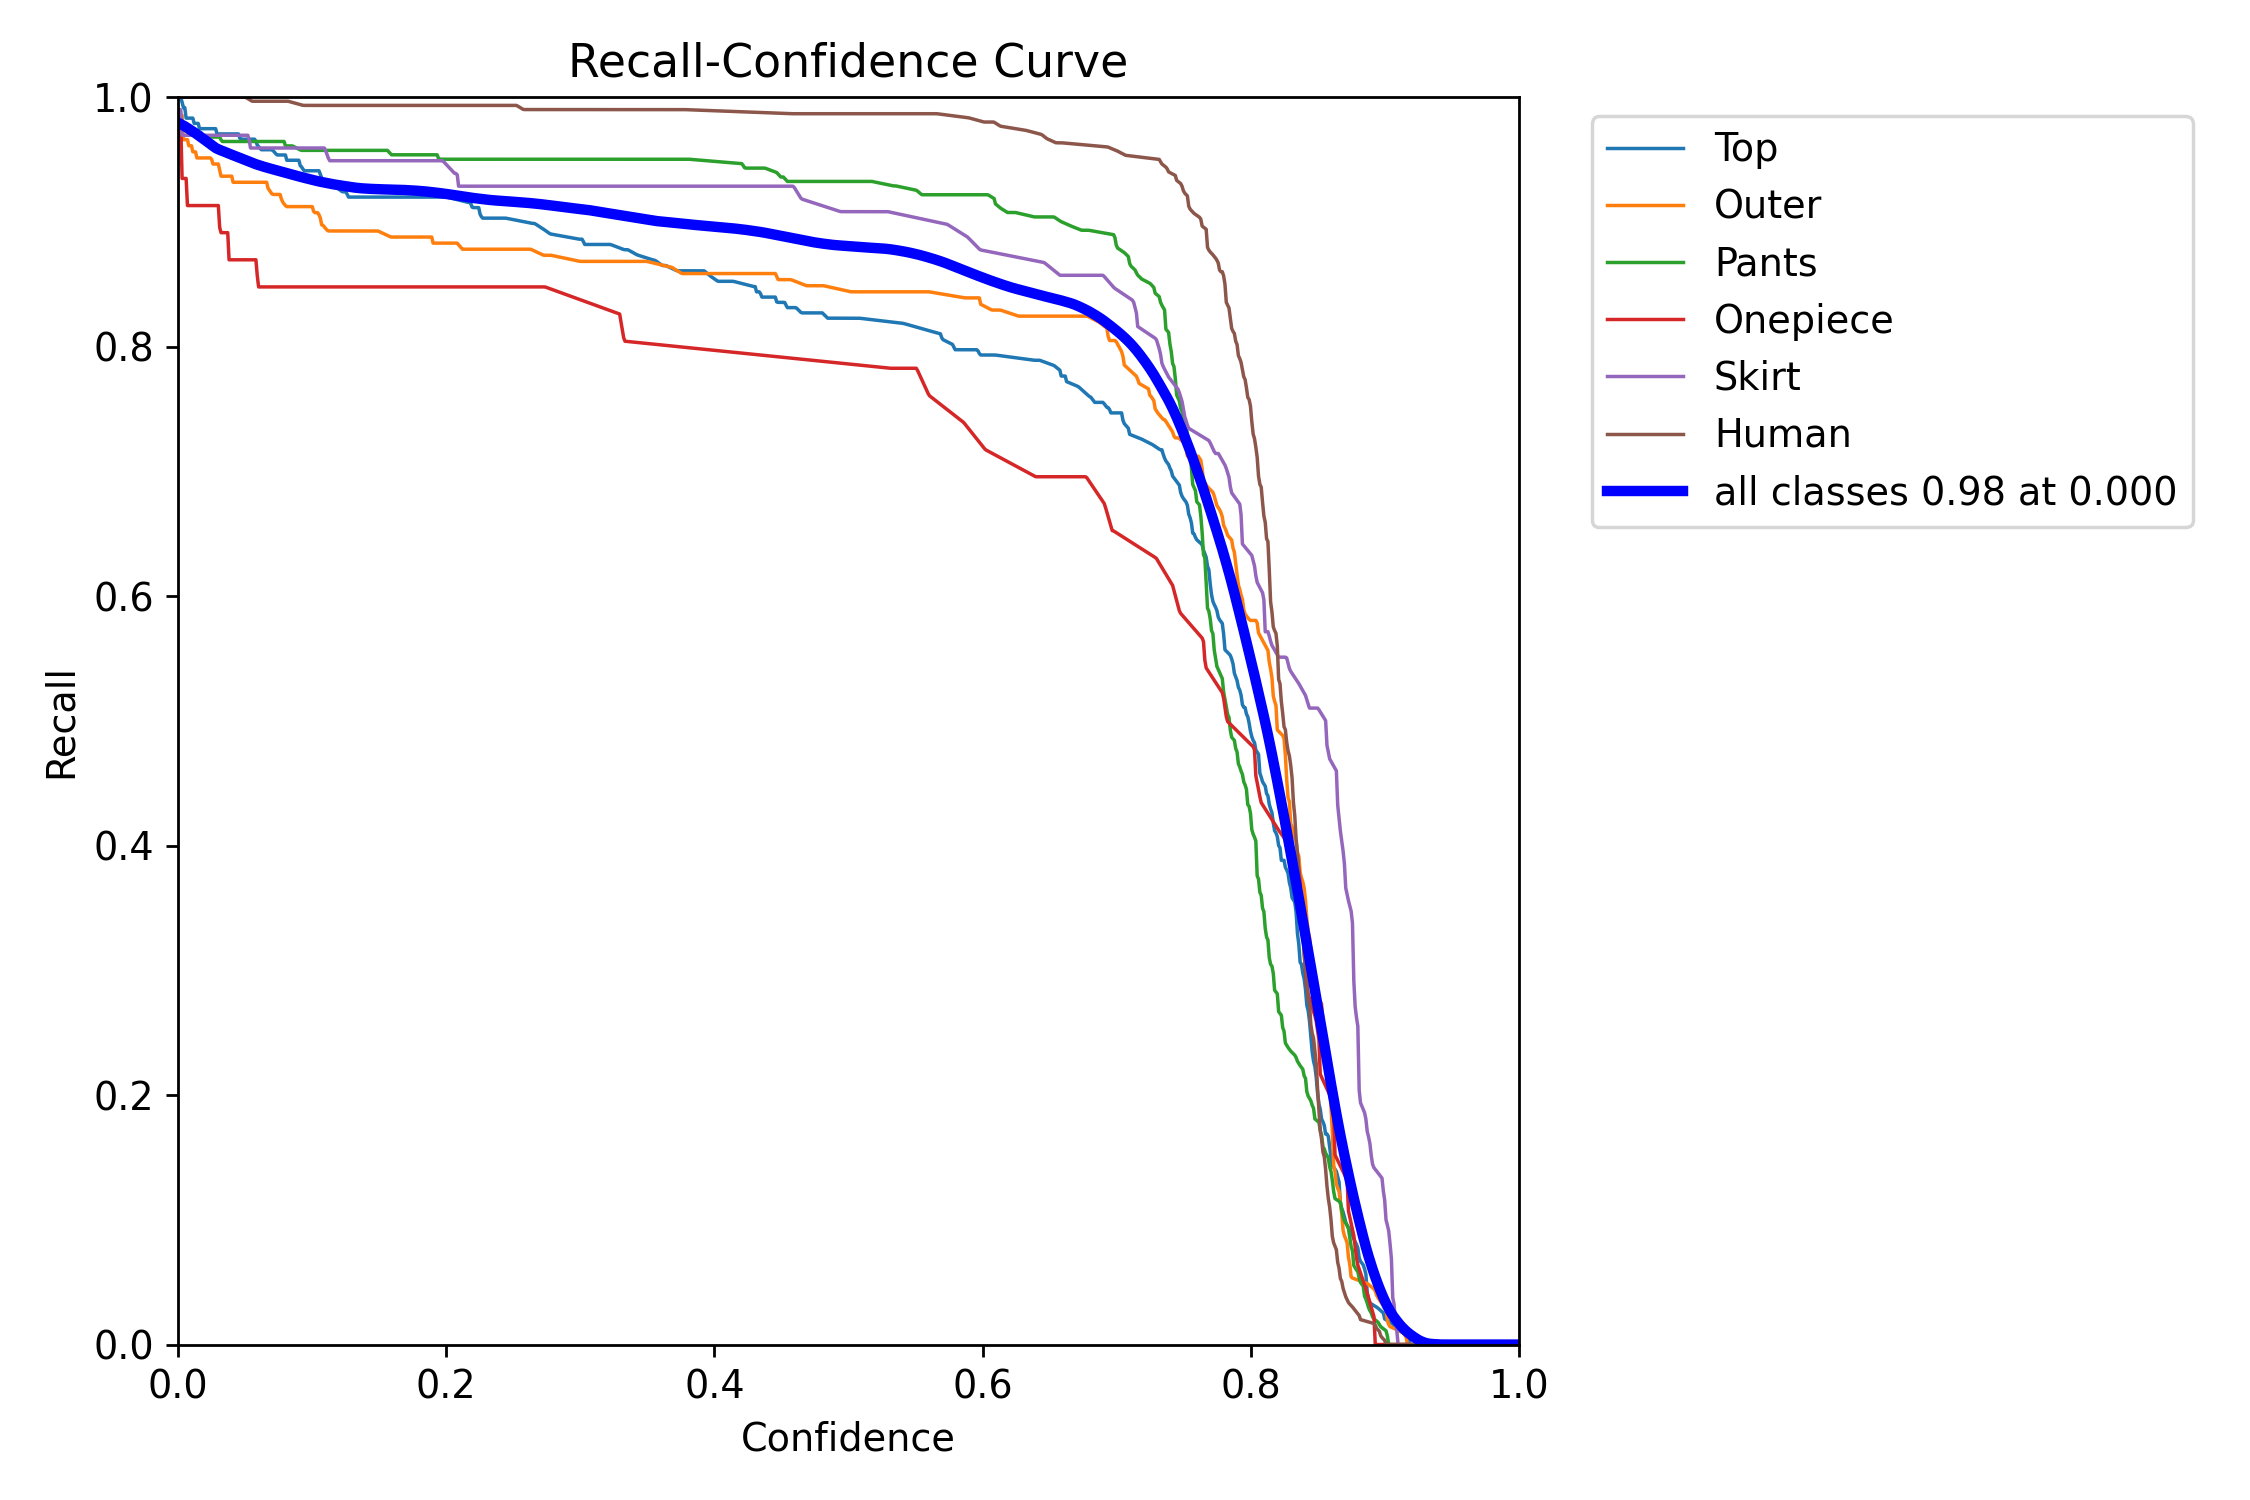 Recall-Confidence Curve
1.0
0.8
0.6
0.4
0.2
0.0
Recall
0.0 0.2 0.4 0.6 0.8 1.0
Confidence
Top
Outer
Pants
Onepiece
Skirt
Human
all classes 0.98 at 0.000